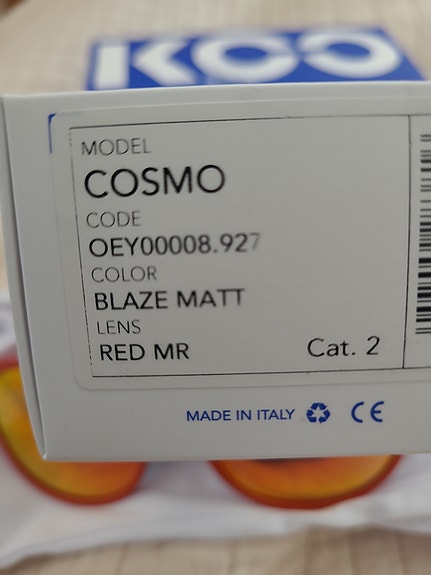 KOO
MODEL
COSMO
CODE
OEY00008.927
COLOR
BLAZE MATT
LENS
RED MR Cat. 2
MADE IN ITALY CE